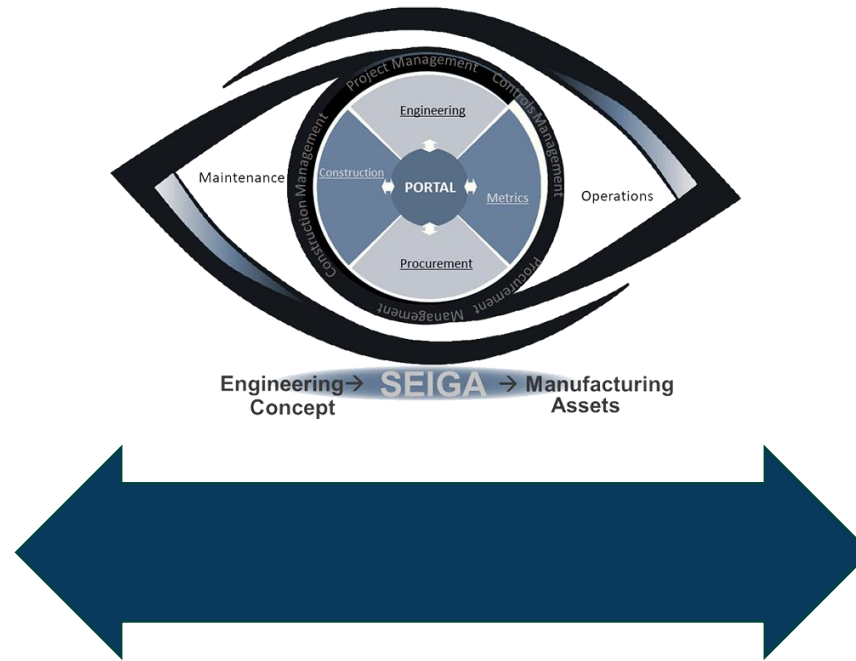 Project Management
Controls Management
Engineering
Construction Management
Maintenance
Construction
PORTAL
Metrics
Operations
Procurement
Procurement Management
Management
Engineering→ SEIGA → Manufacturing
Concept Assets